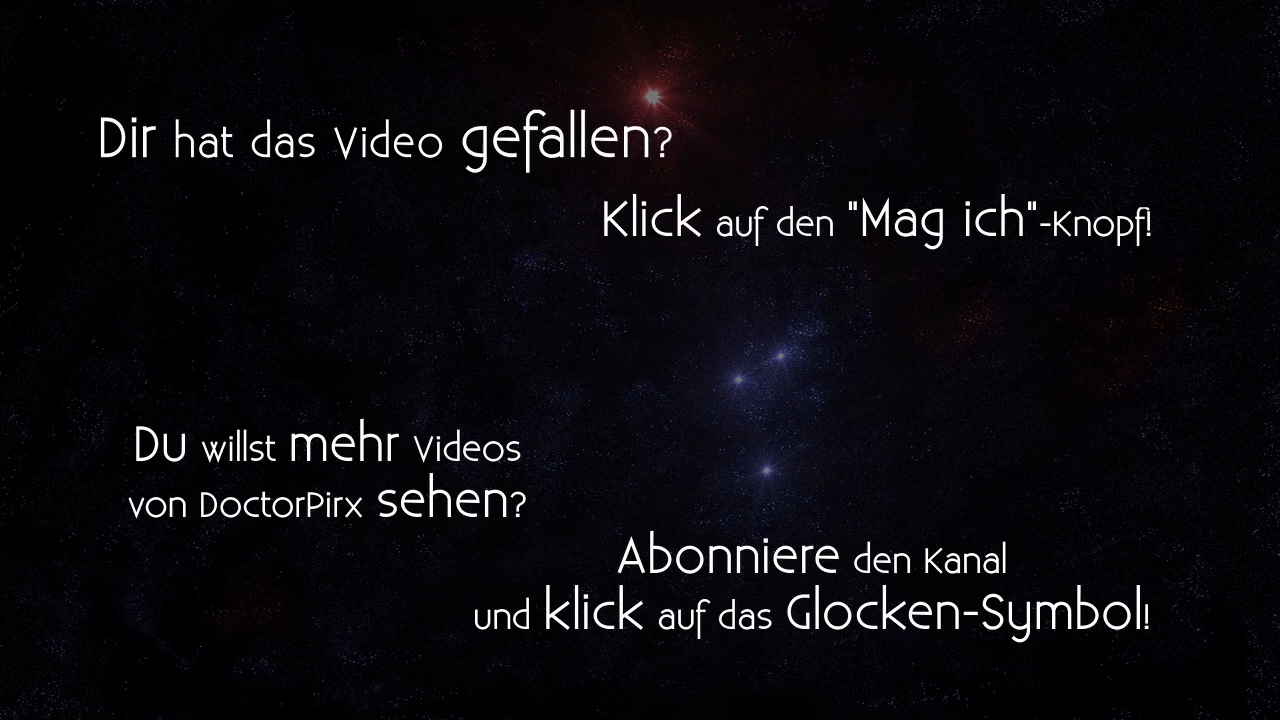 Dir hat das Video gefallen?
Klick auf den "Mag ich"-Knopf!
Du willst mehr Videos
von DoctorPirx sehen?
Abonniere den Kanal
und klick auf das Glocken-Symbol!